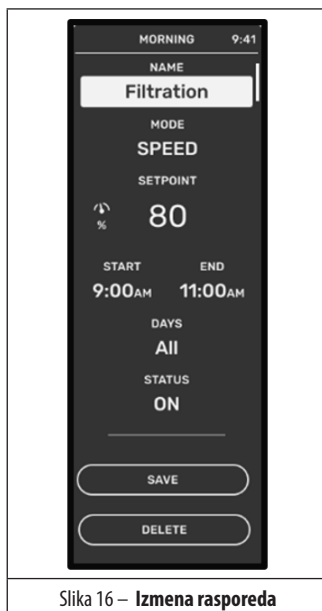 MORNING 9:41
NAME
Filtration
MODE
SPEED
SETPOINT
% 80
START END
9:00AM 11:00AM
DAYS
All
STATUS
ON
SAVE
DELETE
Slika 16 – Izmena rasporeda